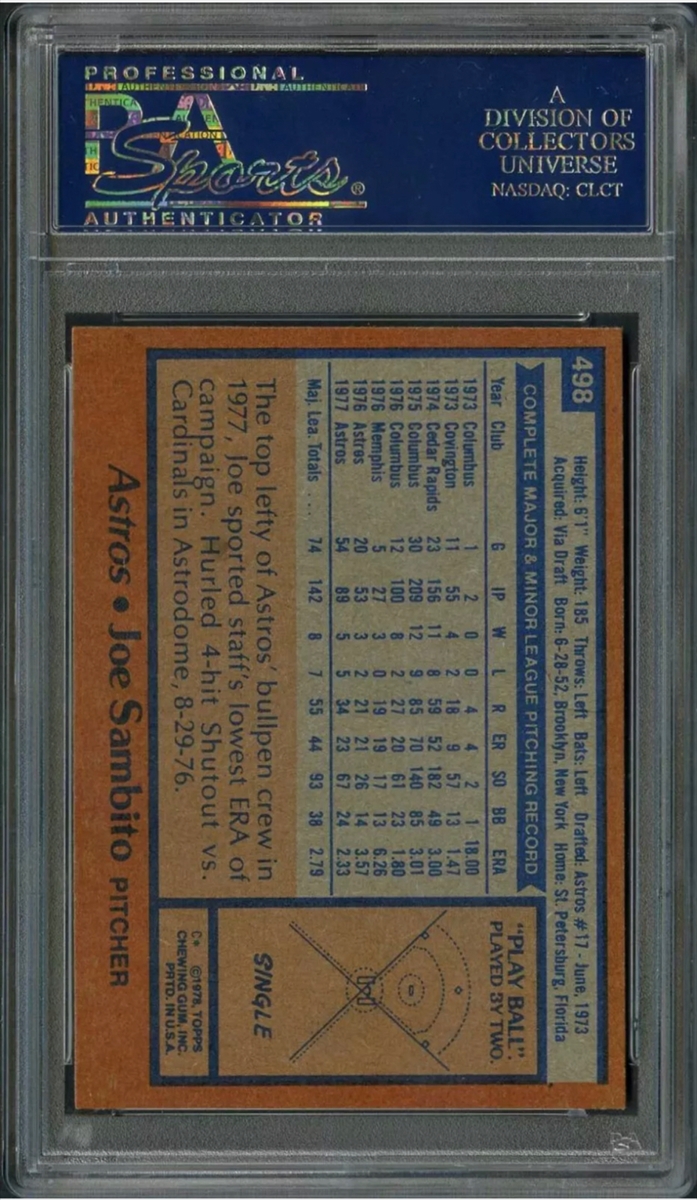 PROFESSIONAL
PSA
Sports®
AUTHENTICATOR
A
DIVISION OF
COLLECTORS
UNIVERSE
NASDAQ: CLCT
498
Height: 6'1" Weight: 185 Throws: Left Bats: Left Drafted: Astros #17 - June, 1973
Acquired: Via Draft Born: 6-28-52, Brooklyn, New York Home: St. Petersburg, Florida
COMPLETE MAJOR & MINOR LEAGUE PITCHING RECORD
Year Club G IP W L R ER SO BB ERA
1973 Columbus 1 2 0 0 4 4 2 1 18.00
1973 Covington 11 55 4 2 18 9 57 13 1.47
1974 Cedar Rapids 23 156 11 8 59 52 182 49 3.00
1975 Columbus 30 209 12 9 85 70 140 85 3.01
1976 Columbus 12 100 8 2 27 20 61 23 1.80
1976 Memphis 5 27 3 0 19 19 17 13 6.26
1976 Astros 20 53 3 2 21 21 26 14 3.57
1977 Astros 54 89 5 5 34 23 67 24 2.33
Maj. Lea. Totals .... 74 142 8 7 55 44 93 38 2.79
The top lefty of Astros' bullpen crew in
1977, Joe sported staff's lowest ERA of
campaign. Hurled 4-hit Shutout vs.
Cardinals in Astrodome, 8-29-76.
"PLAY BALL":
PLAYED BY TWO.
SINGLE
C* ©1978, TOPPS
CHEWING GUM, INC.
PRTD. IN U.S.A.
Astros • Joe Sambito PITCHER
PSA